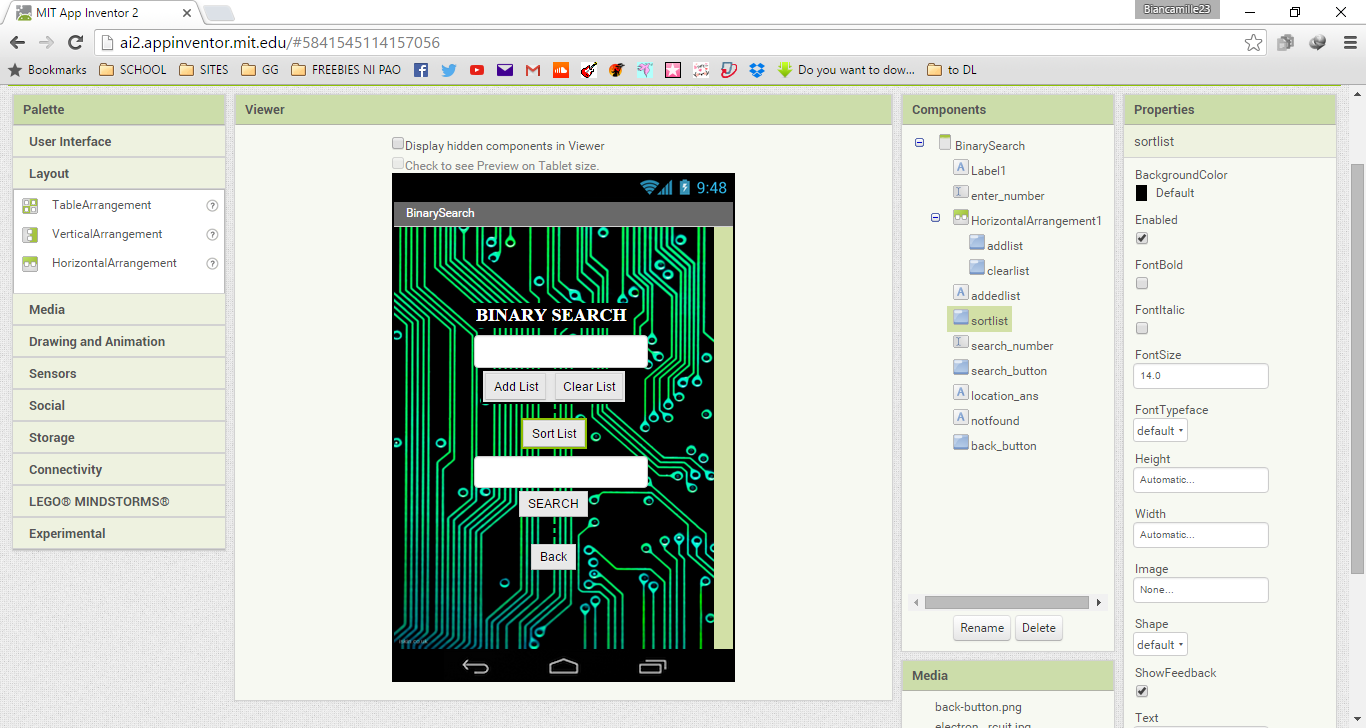 MIT App Inventor 2
Biancamille23
ai2.appinventor.mit.edu/#5841545114157056
Bookmarks SCHOOL SITES GG FREEBIES NI PAO Do you want to dow... to DL
Palette
User Interface
Layout
TableArrangement
VerticalArrangement
HorizontalArrangement
Media
Drawing and Animation
Sensors
Social
Storage
Connectivity
LEGO® MINDSTORMS®
Experimental
Viewer
Display hidden components in Viewer
Check to see Preview on Tablet size.
9:48
BinarySearch
BINARY SEARCH
Add List Clear List
Sort List
SEARCH
Back
Components
BinarySearch
Label1
enter_number
HorizontalArrangement1
addlist
clearlist
addedlist
sortlist
search_number
search_button
location_ans
notfound
back_button
Rename Delete
Media
back-button.png
Properties
sortlist
BackgroundColor
Default
Enabled
FontBold
FontItalic
FontSize
14.0
FontTypeface
default
Height
Automatic...
Width
Automatic...
Image
None...
Shape
default
ShowFeedback
Text